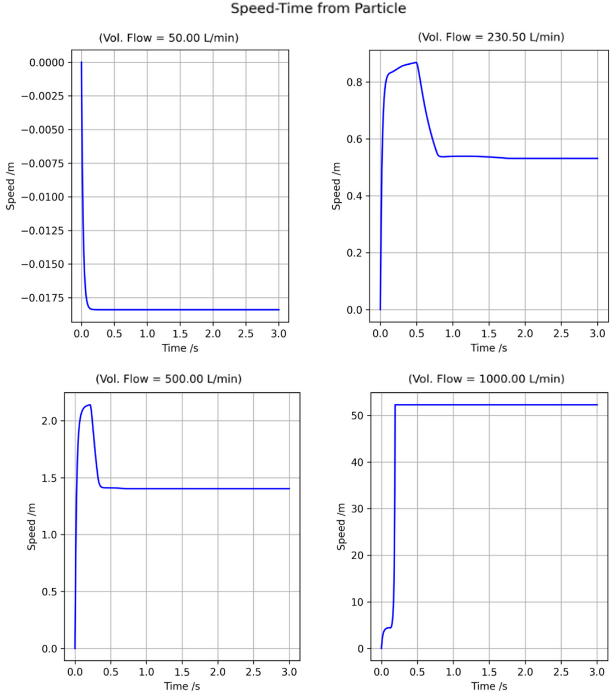 Speed-Time from Particle
(Vol. Flow = 50.00 L/min)
0.0000
−0.0025
−0.0050
−0.0075
−0.0100
−0.0125
−0.0150
−0.0175
Speed /m
0.0 0.5 1.0 1.5 2.0 2.5 3.0
Time /s
(Vol. Flow = 230.50 L/min)
0.8
0.6
0.4
0.2
0.0
Speed /m
0.0 0.5 1.0 1.5 2.0 2.5 3.0
Time /s
(Vol. Flow = 500.00 L/min)
2.0
1.5
1.0
0.5
0.0
Speed /m
0.0 0.5 1.0 1.5 2.0 2.5 3.0
Time /s
(Vol. Flow = 1000.00 L/min)
50
40
30
20
10
0
Speed /m
0.0 0.5 1.0 1.5 2.0 2.5 3.0
Time /s